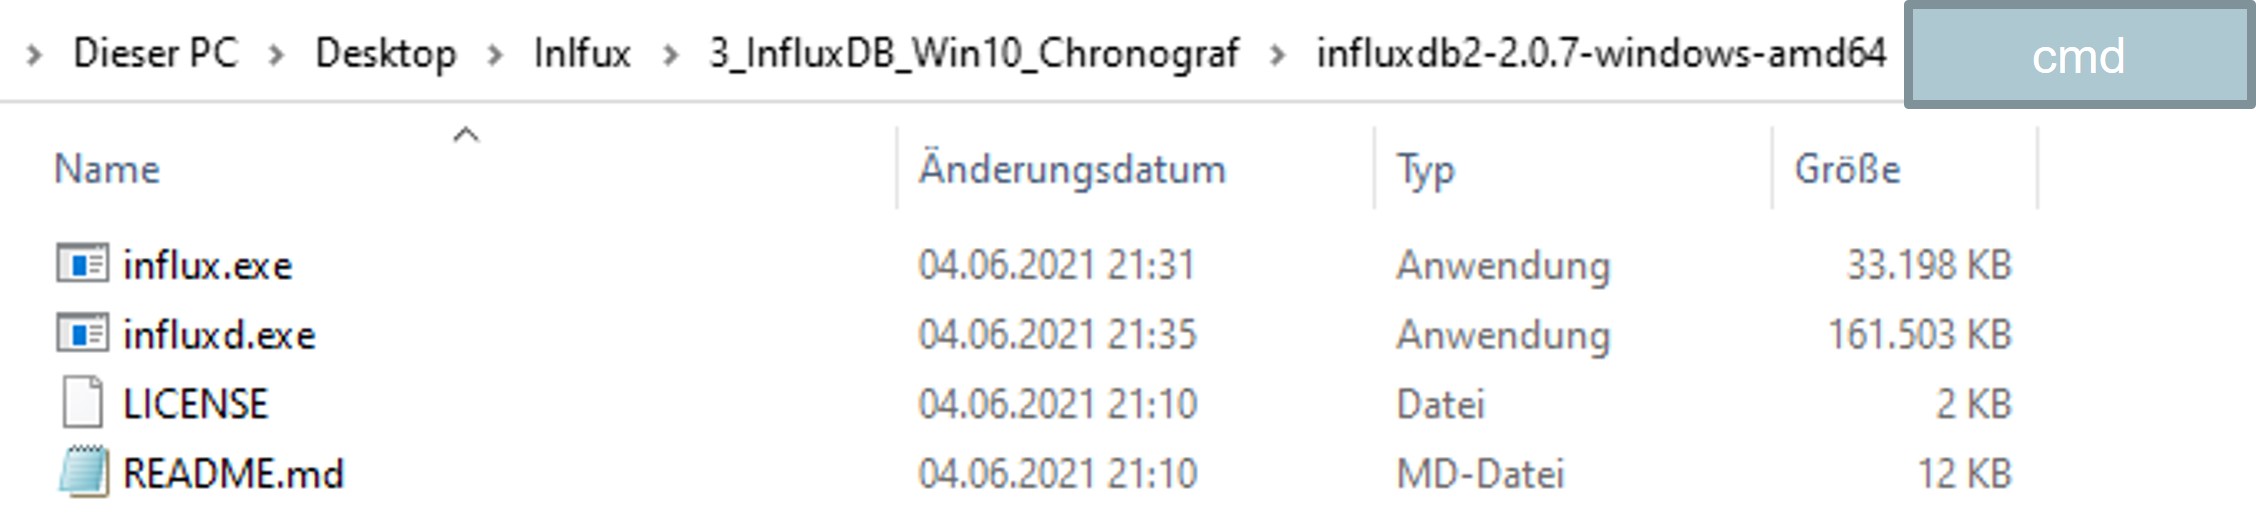 › Dieser PC › Desktop › Inlfux › 3_InfluxDB_Win10_Chronograf › influxdb2-2.0.7-windows-amd64 cmd
Name Änderungsdatum Typ Größe
influx.exe 04.06.2021 21:31 Anwendung 33.198 KB
influxd.exe 04.06.2021 21:35 Anwendung 161.503 KB
LICENSE 04.06.2021 21:10 Datei 2 KB
README.md 04.06.2021 21:10 MD-Datei 12 KB